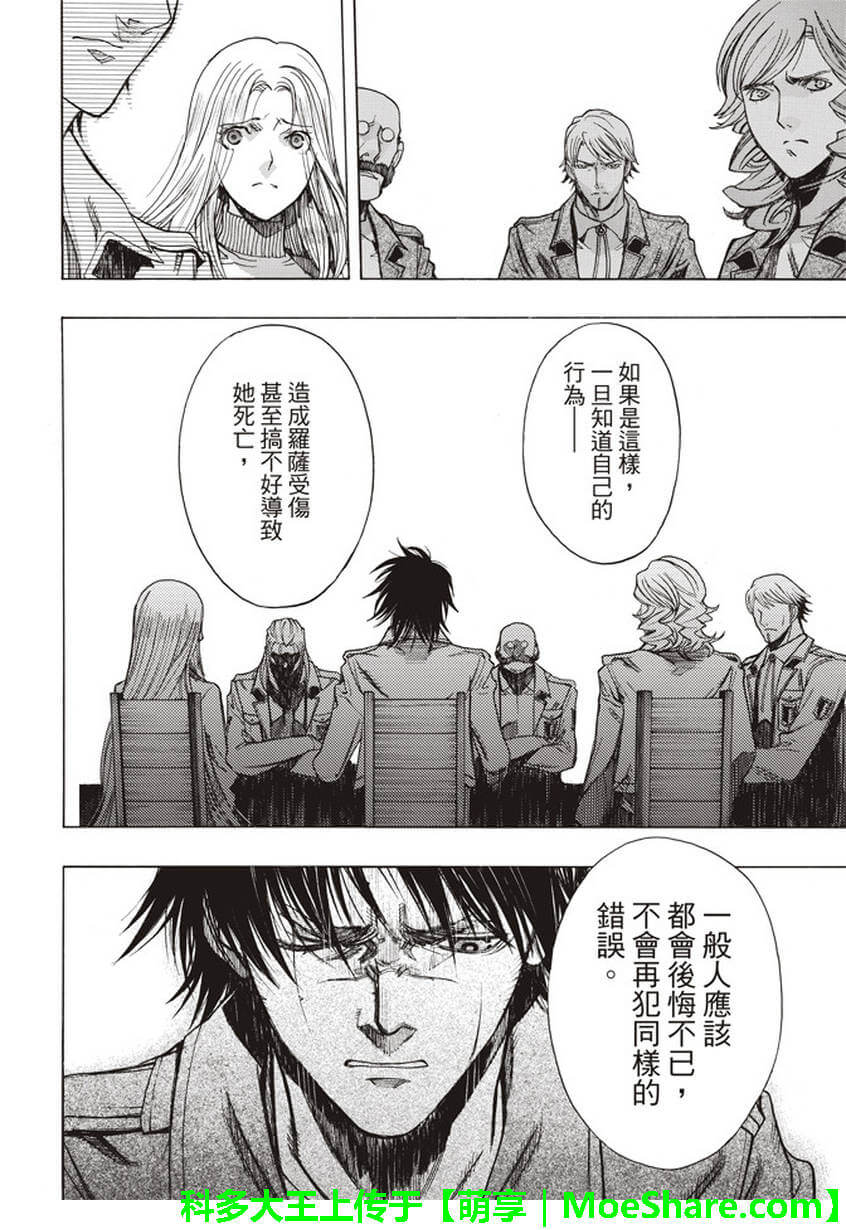 如果是這樣，
一旦知道自己的
行為——
造成羅薩受傷
甚至搞不好導致
她死亡，
一般人應該
都會後悔不已，
不會再犯同樣的
錯誤。
科多大王上传于【萌享｜MoeShare.com】